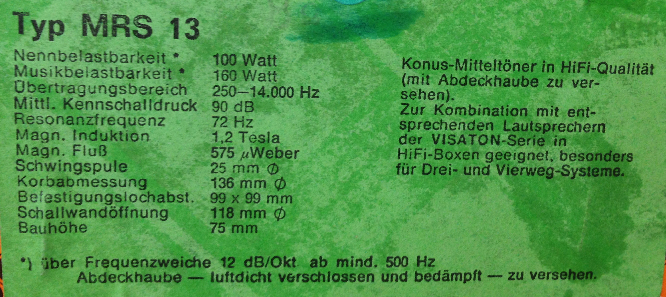 Typ MRS 13
Nennbelastbarkeit * 100 Watt
Musikbelastbarkeit * 160 Watt
Übertragungsbereich 250—14.000 Hz
Mittl. Kennschalldruck 90 dB
Resonanzfrequenz 72 Hz
Magn. Induktion 1,2 Tesla
Magn. Fluß 575 µWeber
Schwingspule 25 mm ∅
Korbabmessung 136 mm ∅
Befestigungslochabst. 99 x 99 mm
Schallwandöffnung 118 mm ∅
Bauhöhe 75 mm
Konus-Mitteltöner in HiFi-Qualität
(mit Abdeckhaube zu ver-
sehen).
Zur Kombination mit ent-
sprechenden Lautsprechern
der VISATON-Serie in
HiFi-Boxen geeignet, besonders
für Drei- und Vierweg-Systeme.
*) über Frequenzweiche 12 dB/Okt ab mind. 500 Hz
Abdeckhaube — luftdicht verschlossen und bedämpft — zu versehen.